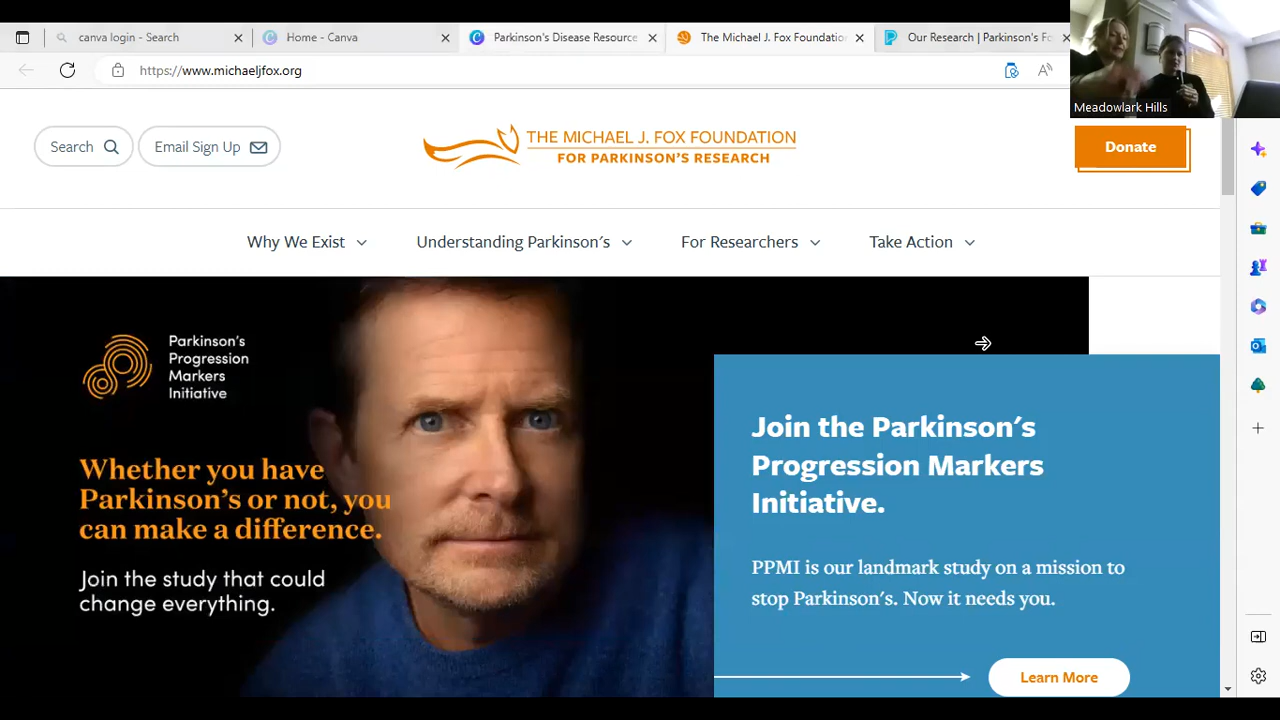 canva login - Search
Home - Canva
Parkinson's Disease Resource
The Michael J. Fox Foundation
Our Research | Parkinson's Fo
https://www.michaeljfox.org
Meadowlark Hills
Search
Email Sign Up
THE MICHAEL J. FOX FOUNDATION
FOR PARKINSON'S RESEARCH
Donate
Why We Exist
Understanding Parkinson's
For Researchers
Take Action
Parkinson's
Progression
Markers
Initiative
Whether you have
Parkinson's or not, you
can make a difference.
Join the study that could
change everything.
Join the Parkinson's
Progression Markers
Initiative.
PPMI is our landmark study on a mission to
stop Parkinson's. Now it needs you.
Learn More